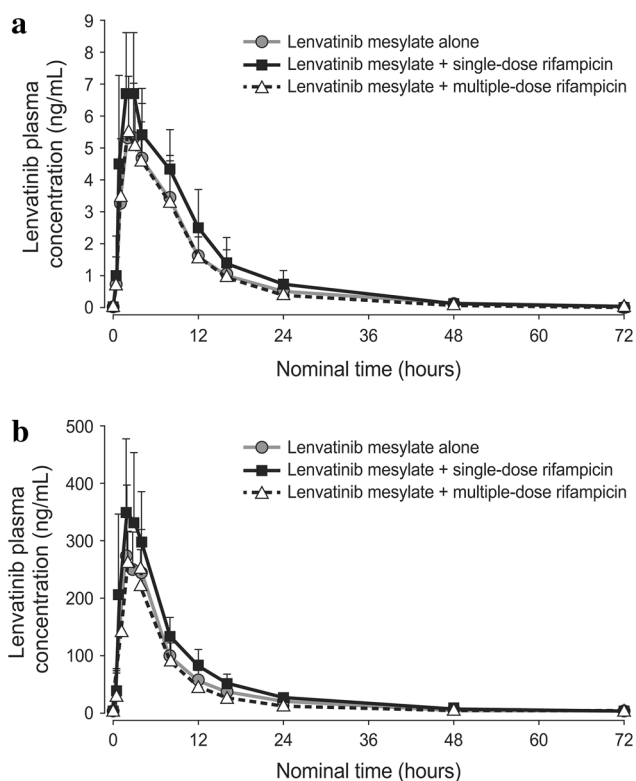 a
Lenvatinib plasma
concentration (ng/mL)
9
8
7
6
5
4
3
2
1
0
Lenvatinib mesylate alone
Lenvatinib mesylate + single-dose rifampicin
Lenvatinib mesylate + multiple-dose rifampicin
0 12 24 36 48 60 72
Nominal time (hours)
b
Lenvatinib plasma
concentration (ng/mL)
500
400
300
200
100
0
Lenvatinib mesylate alone
Lenvatinib mesylate + single-dose rifampicin
Lenvatinib mesylate + multiple-dose rifampicin
0 12 24 36 48 60 72
Nominal time (hours)